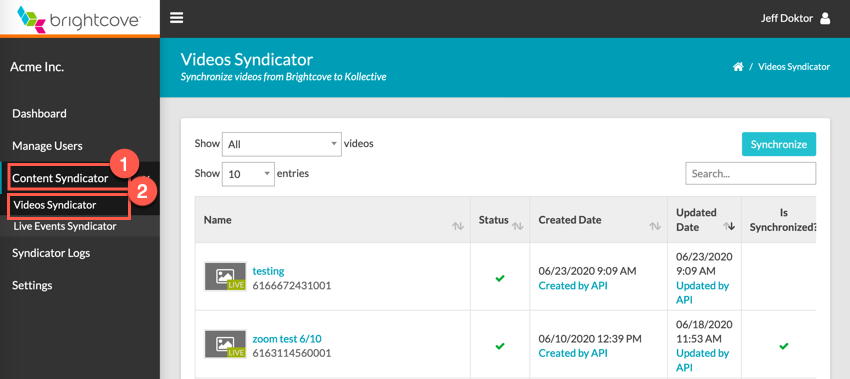 brightcove
Jeff Doktor
Acme Inc.
Videos Syndicator
Synchronize videos from Brightcove to Kollective
/ Videos Syndicator
Dashboard
Manage Users
Content Syndicator
1
Videos Syndicator
2
Live Events Syndicator
Syndicator Logs
Settings
Show All videos
Synchronize
Show 10 entries
Search...
Name
Status
Created Date
Updated
Date
Is
Synchronized?
testing
6166672431001
LIVE
06/23/2020 9:09 AM
Created by API
06/23/2020
9:09 AM
Updated by
API
zoom test 6/10
6163114560001
LIVE
06/10/2020 12:39 PM
Created by API
06/18/2020
11:53 AM
Updated by
API